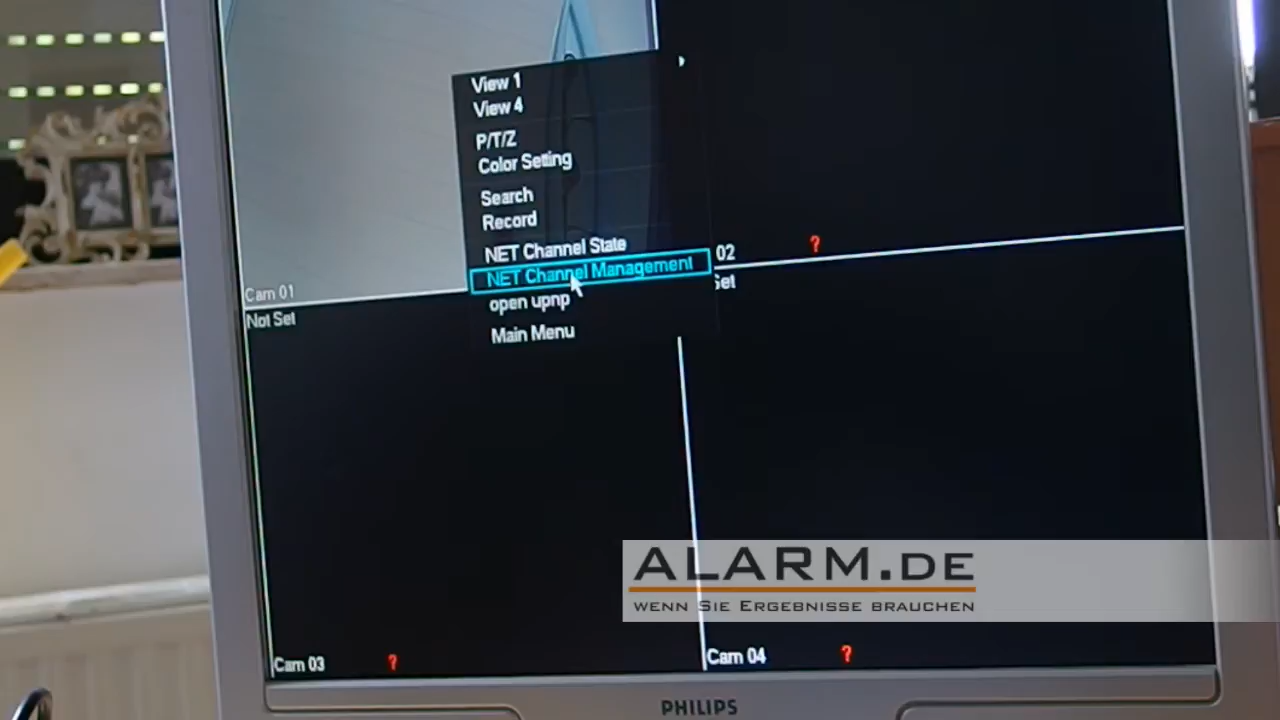 View 1
View 4
P/T/Z
Color Setting
Search
Record
NET Channel State
NET Channel Management
open upnp
Main Menu
Cam 01
02
?
Not Set
Set
Cam 03
?
Cam 04
?
ALARM.DE
WENN SIE ERGEBNISSE BRAUCHEN
PHILIPS